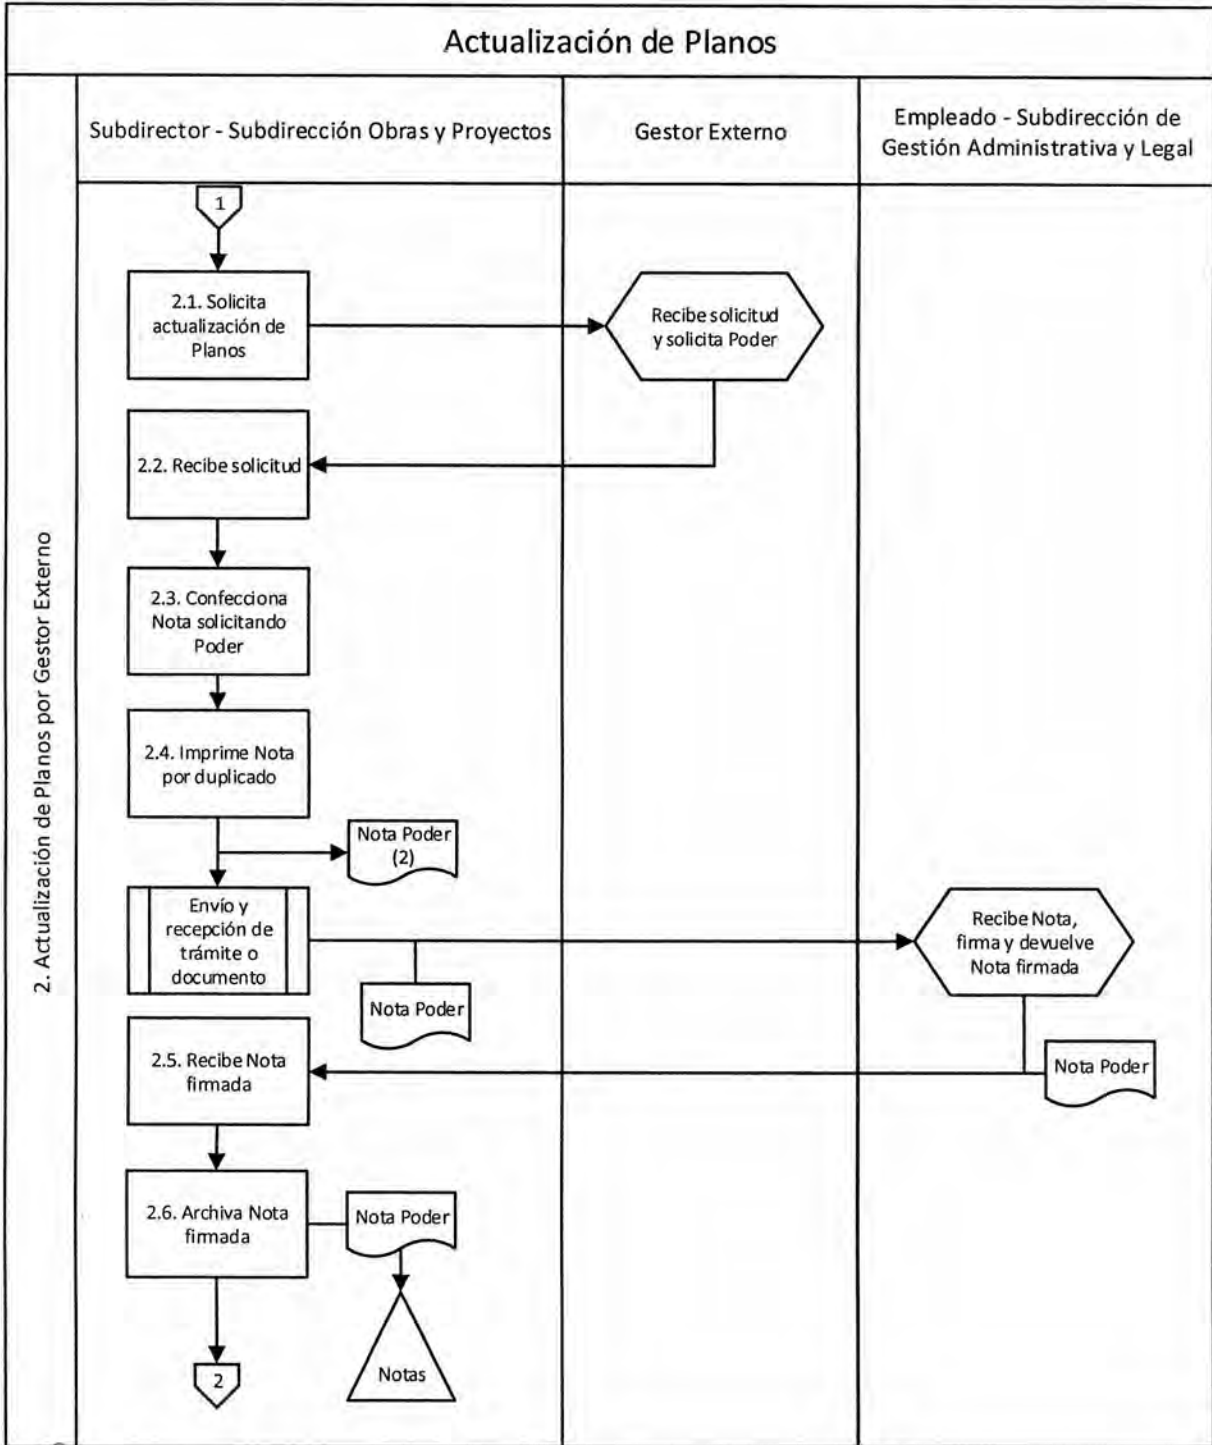 Actualización de Planos
Subdirector - Subdirección Obras y Proyectos
Gestor Externo
Empleado - Subdirección de
Gestión Administrativa y Legal
2. Actualización de Planos por Gestor Externo
1
2.1. Solicita
actualización de
Planos
Recibe solicitud
y solicita Poder
2.2. Recibe solicitud
2.3. Confecciona
Nota solicitando
Poder
2.4. Imprime Nota
por duplicado
Nota Poder
(2)
Envío y
recepción de
trámite o
documento
Nota Poder
Recibe Nota,
firma y devuelve
Nota firmada
2.5. Recibe Nota
firmada
Nota Poder
2.6. Archiva Nota
firmada
Nota Poder
Notas
2